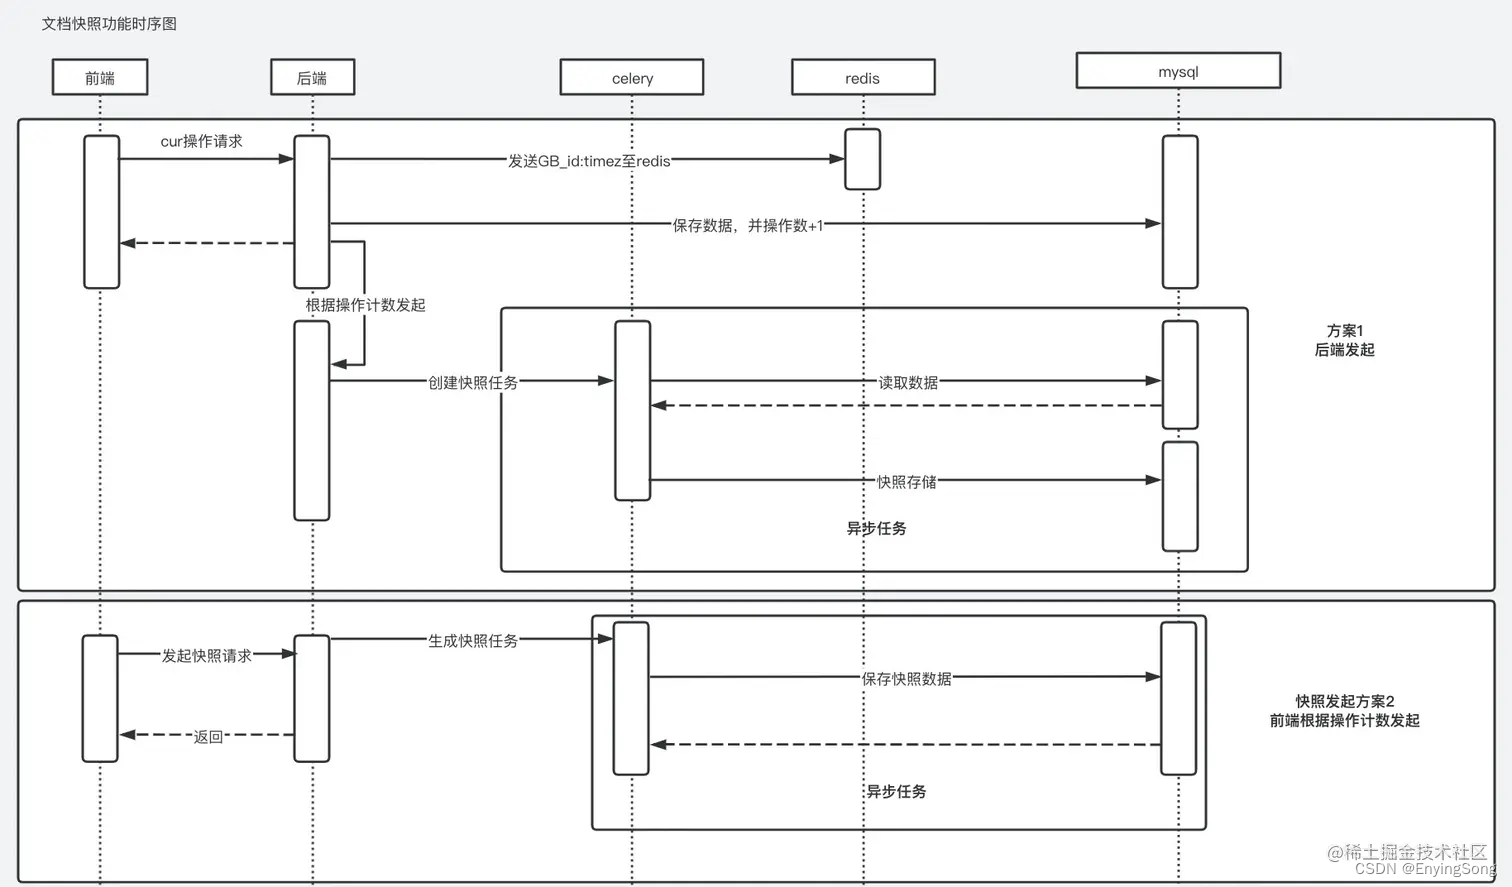 文档快照功能时序图
前端
后端
celery
redis
mysql
cur操作请求
发送GB_id:timez至redis
保存数据，并操作数+1
根据操作计数发起
方案1
后端发起
创建快照任务
读取数据
快照存储
异步任务
生成快照任务
发起快照请求
保存快照数据
快照发起方案2
前端根据操作计数发起
返回
异步任务
@稀土掘金技术社区
CSDN @EnyingSong